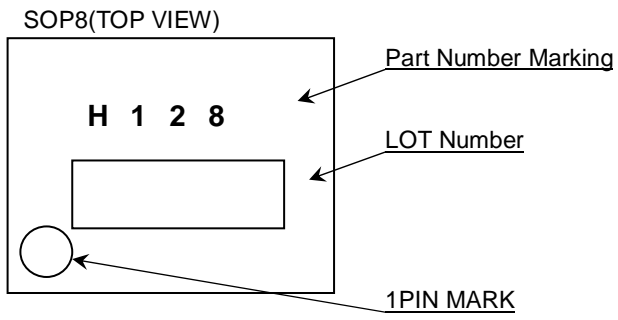 SOP8(TOP VIEW)
Part Number Marking
H 1 2 8
LOT Number
1PIN MARK